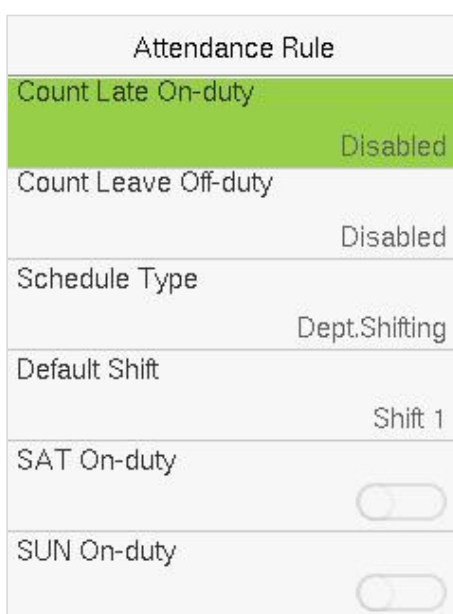 Attendance Rule
Count Late On-duty
Disabled
Count Leave Off-duty
Disabled
Schedule Type
Dept.Shifting
Default Shift
Shift 1
SAT On-duty
SUN On-duty